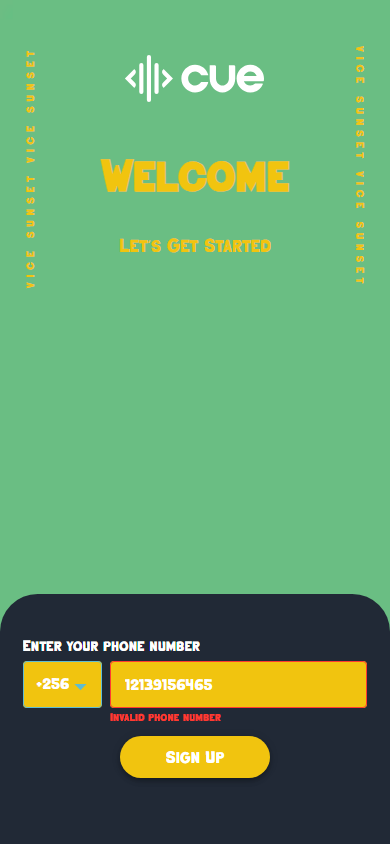 cue
VICE SUNSET VICE SUNSET
VICE SUNSET VICE SUNSET
Welcome
Let's Get Started
Enter your phone number
+256
12139156465
Invalid phone number
Sign Up